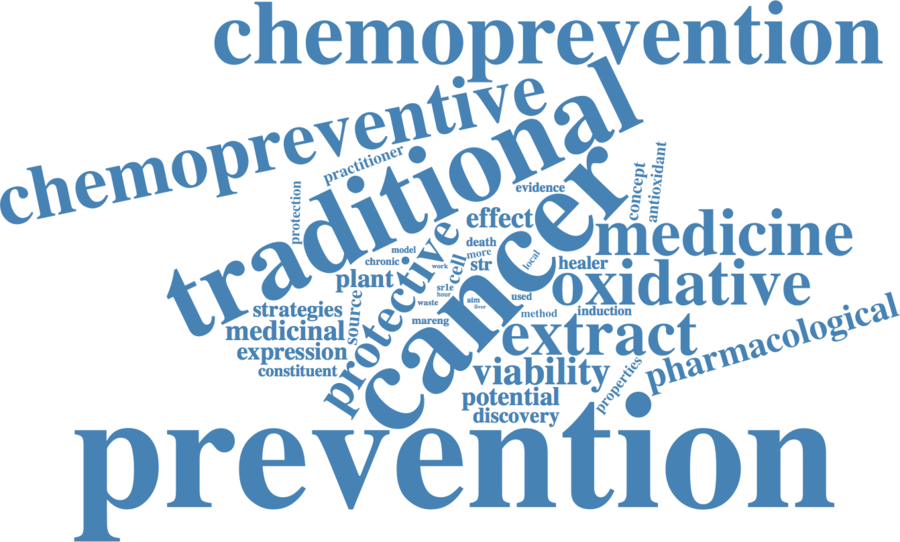 chemoprevention
chemopreventive
traditional
practitioner
protection
evidence
concept
antioxidant
cancer
effect
medicine
death
more
model
chronic
work
cell
str
local
healer
plant
protective
oxidative
source
sr1e
hour
aim
used
waste
liver
strategies
mareng
method
induction
medicinal
extract
pharmacological
expression
constituent
viability
properties
potential
discovery
prevention